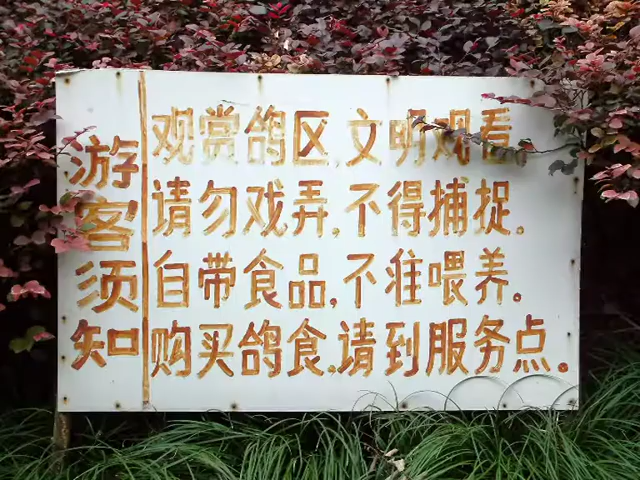 游客须知
观赏鸽区,文明观看
请勿戏弄,不得捕捉。
自带食品,不准喂养。
购买鸽食,请到服务点。